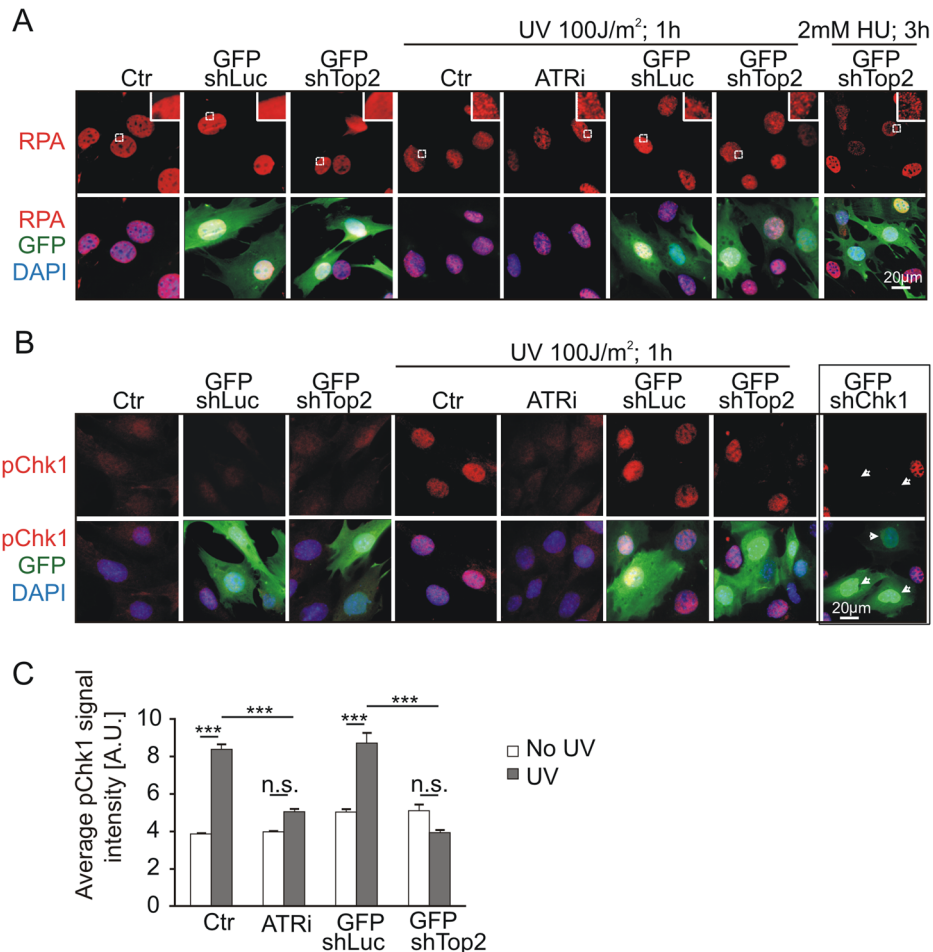 A
UV 100J/m²; 1h
2mM HU; 3h
Ctr
GFP
shLuc
GFP
shTop2
Ctr
ATRi
GFP
shLuc
GFP
shTop2
GFP
shTop2
RPA
RPA
GFP
DAPI
20µm
B
UV 100J/m²; 1h
Ctr
GFP
shLuc
GFP
shTop2
Ctr
ATRi
GFP
shLuc
GFP
shTop2
GFP
shChk1
pChk1
pChk1
GFP
DAPI
20µm
C
Average pChk1 signal
intensity [A.U.]
10
8
6
4
2
0
***
***
n.s.
***
***
n.s.
No UV
UV
Ctr
ATRi
GFP
shLuc
GFP
shTop2